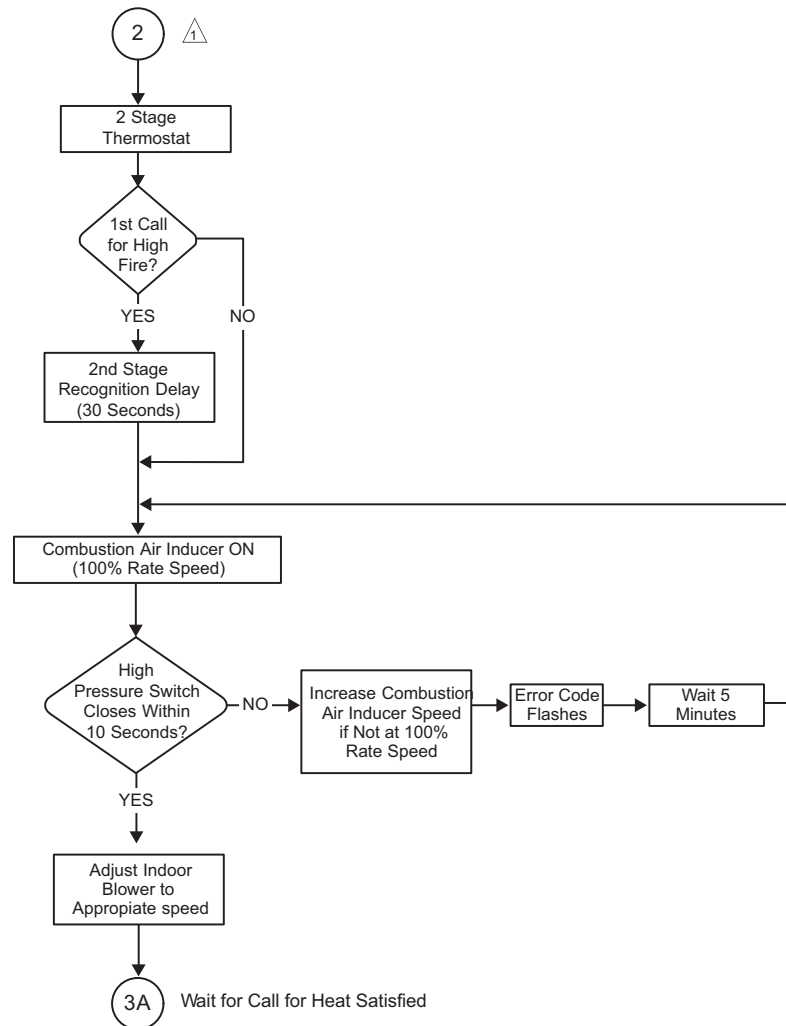 2
1
2 Stage
Thermostat
1st Call
for High
Fire?
YES
NO
2nd Stage
Recognition Delay
(30 Seconds)
Combustion Air Inducer ON
(100% Rate Speed)
High
Pressure Switch
Closes Within
10 Seconds?
NO
Increase Combustion
Air Inducer Speed
if Not at 100%
Rate Speed
Error Code
Flashes
Wait 5
Minutes
YES
Adjust Indoor
Blower to
Appropiate speed
3A
Wait for Call for Heat Satisfied